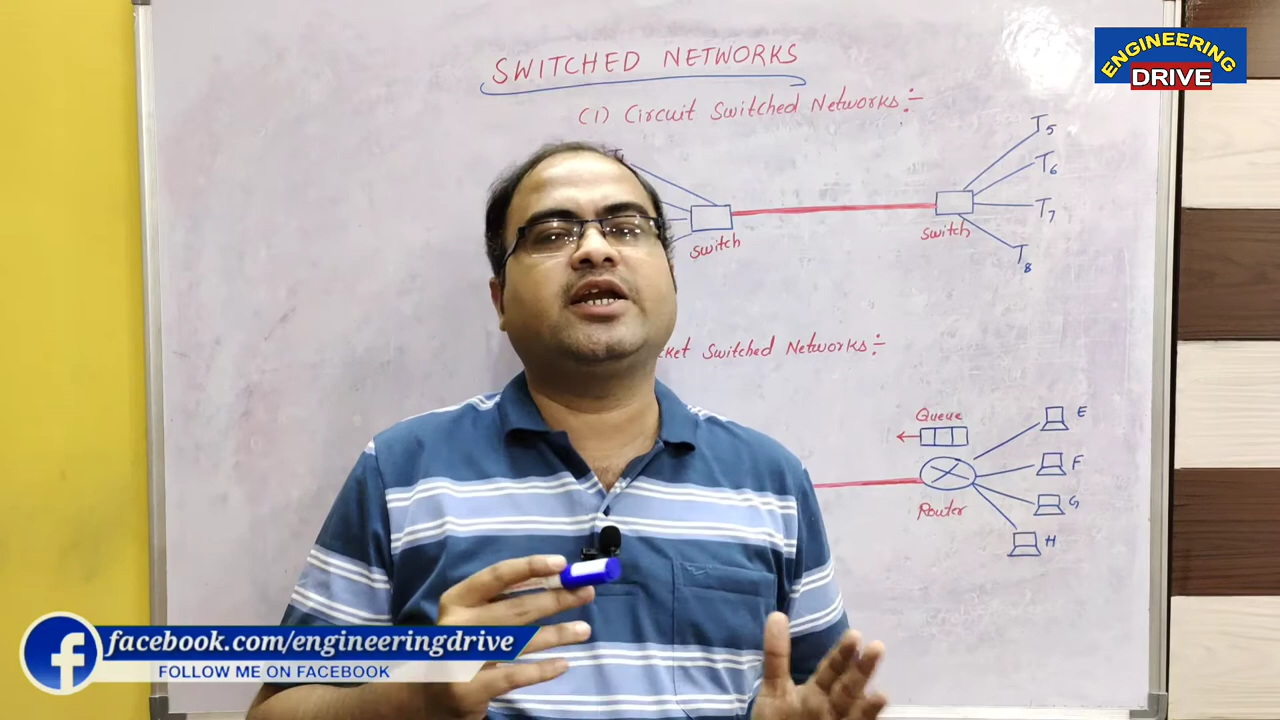 ENGINEERING
DRIVE
SWITCHED NETWORKS
(1) Circuit Switched Networks:-
T5
T6
T7
T8
Switch
Switch
Switched Networks:-
Queue
Router
E
F
G
H
facebook.com/engineeringdrive
FOLLOW ME ON FACEBOOK